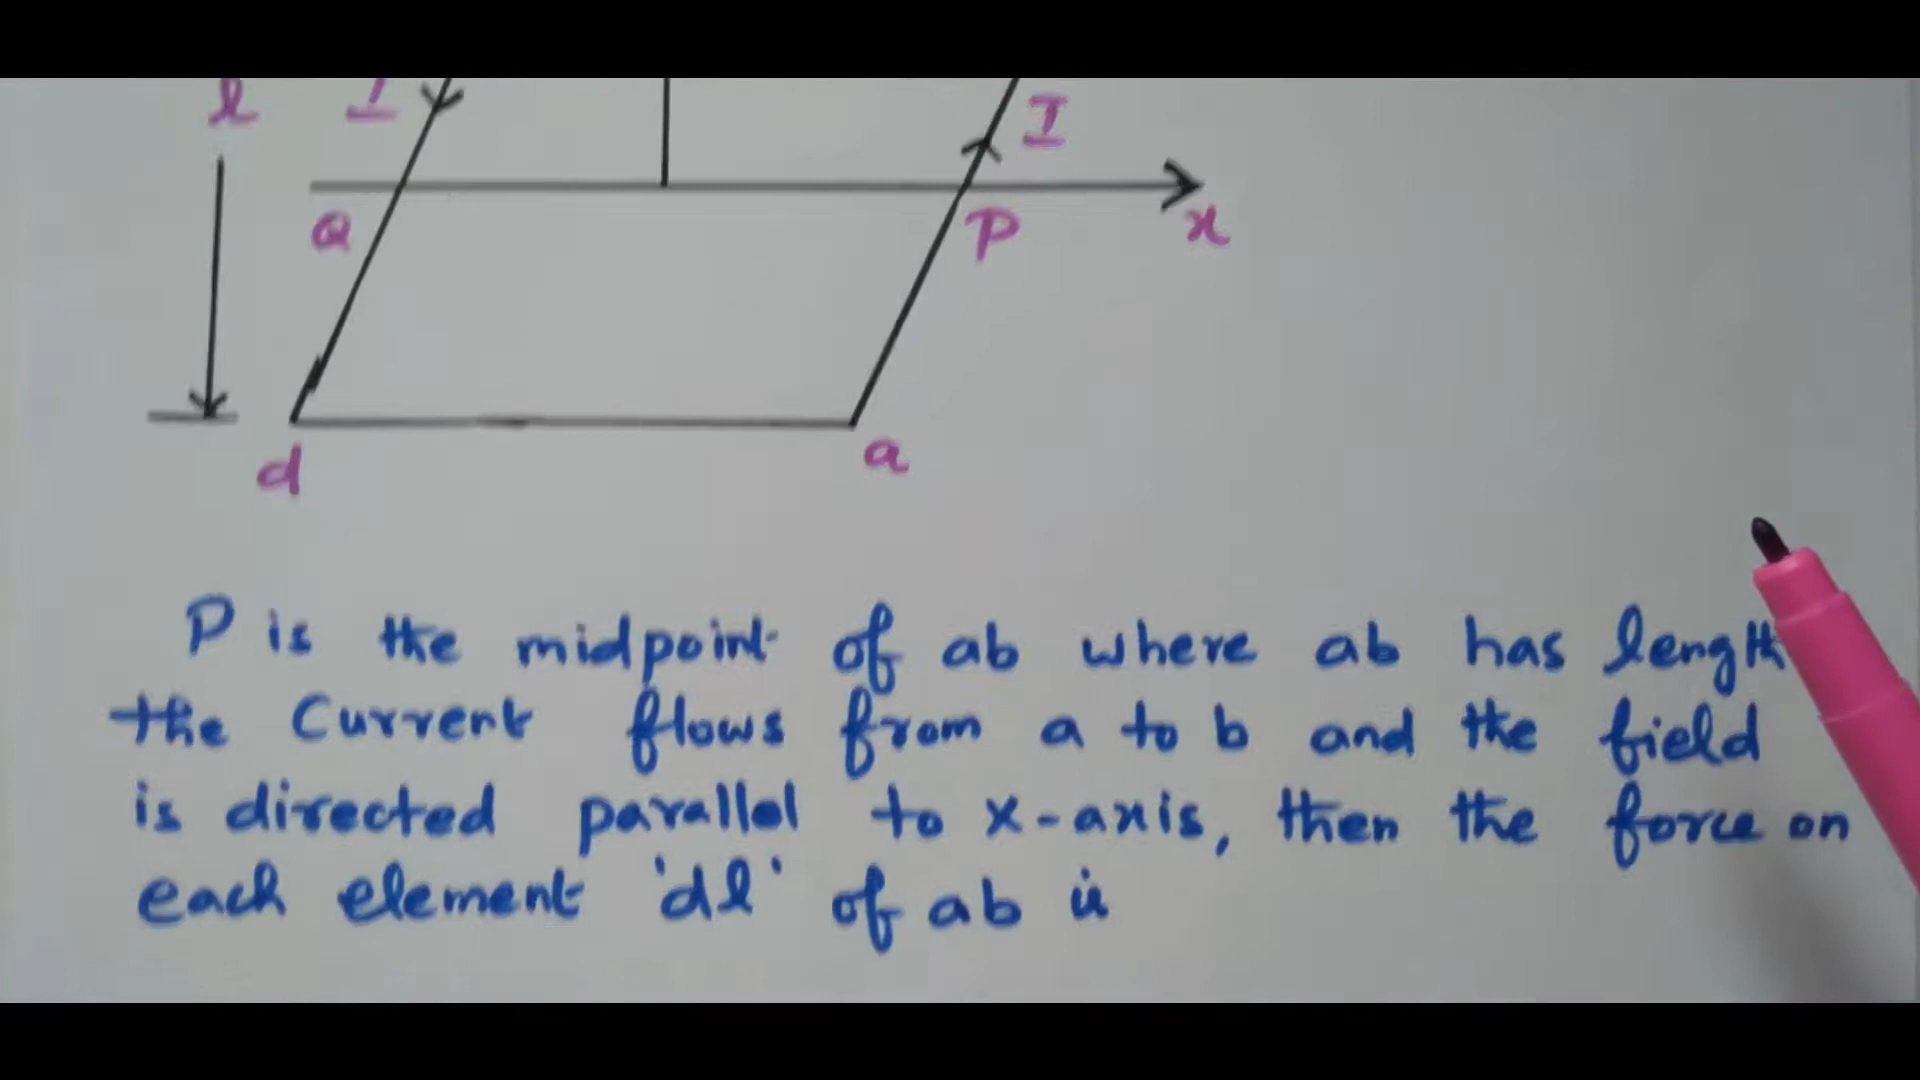 l I I
Q P x
d a
P is the midpoint of ab where ab has length
the current flows from a to b and the field
is directed parallel to x-axis, then the force on
each element 'dl' of ab is